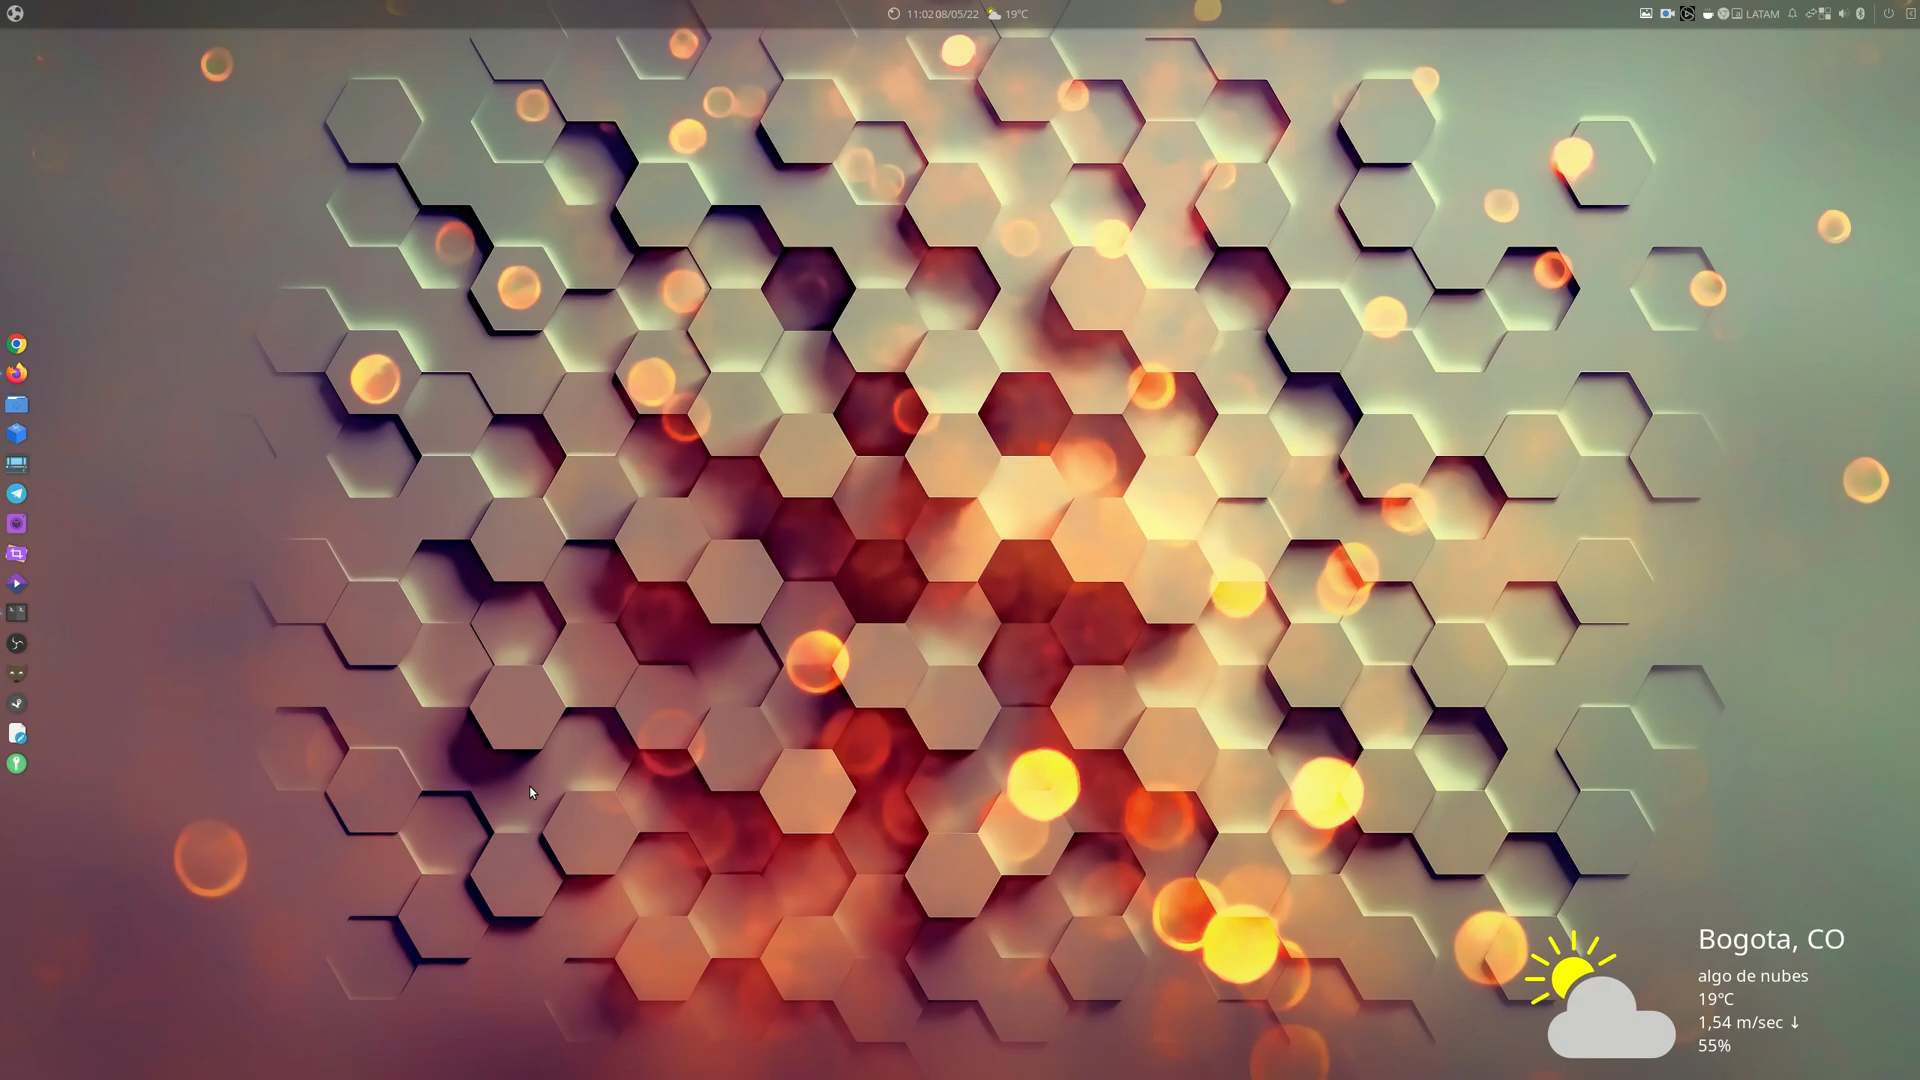 11:02 08/05/22 19°C
LATAM
Bogota, CO
algo de nubes
19°C
1,54 m/sec ↓
55%